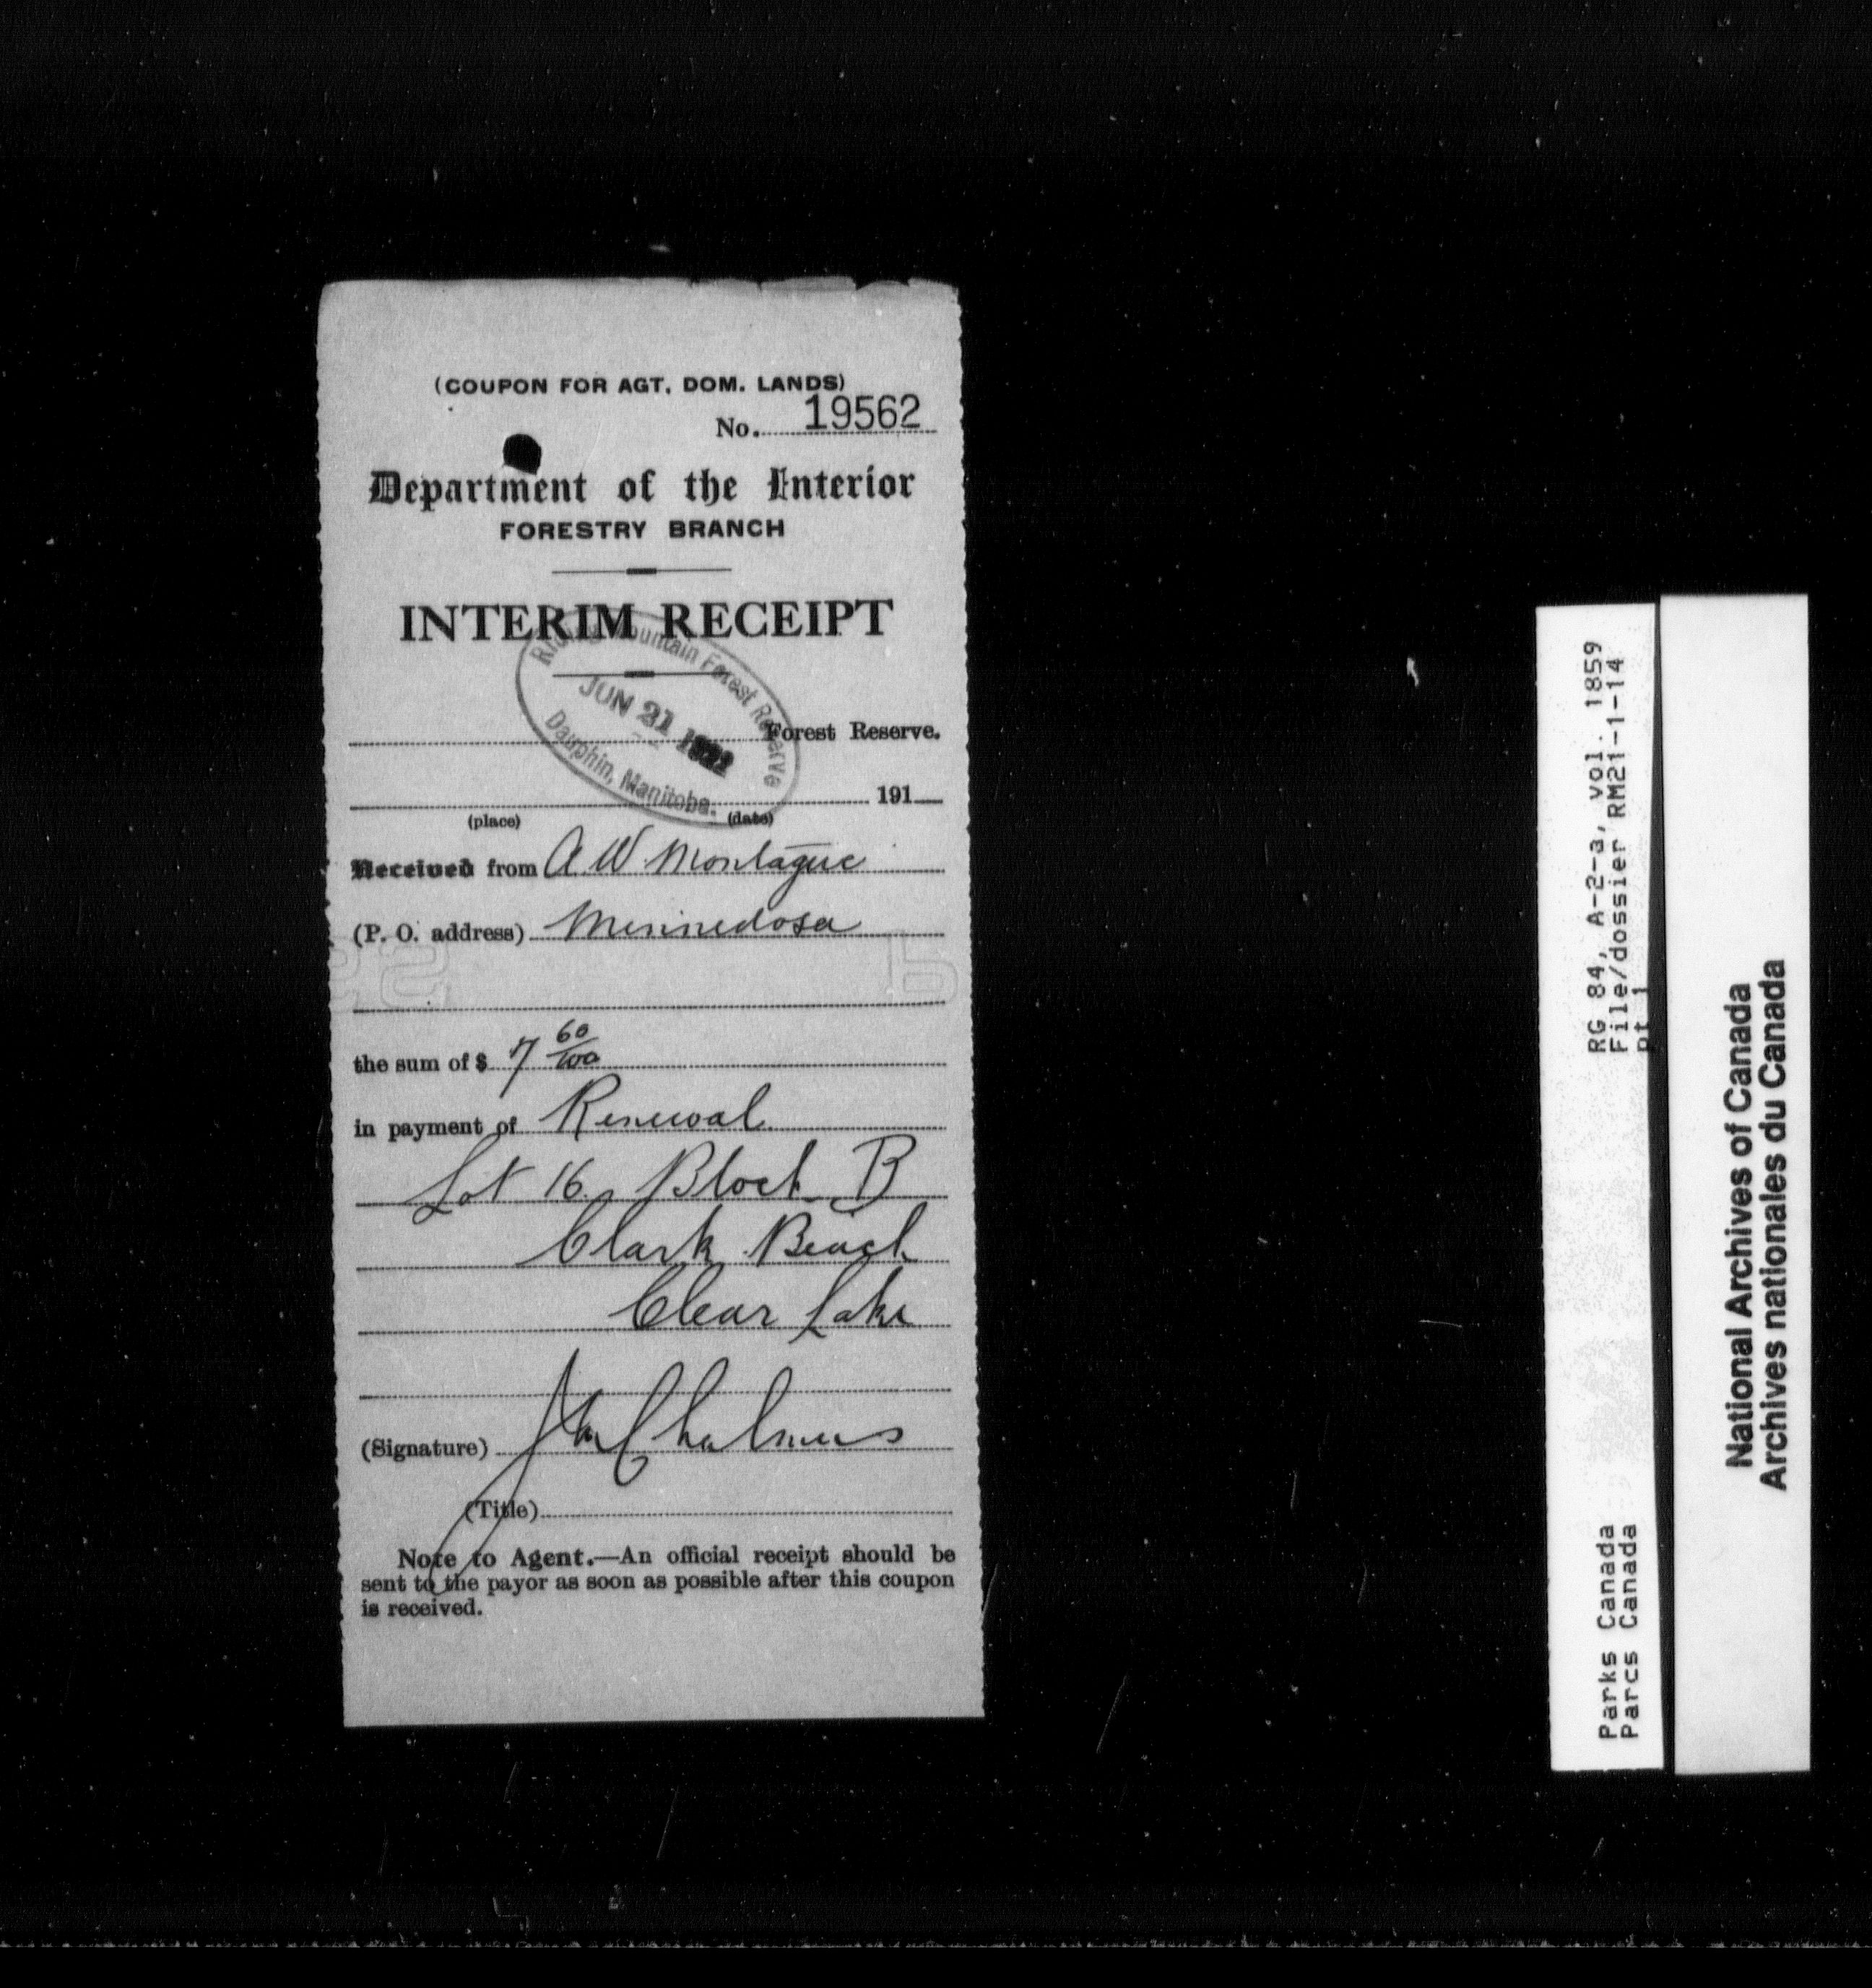 (COUPON FOR AGT. DOM. LANDS)
No. 19562
Department of the Interior
FORESTRY BRANCH
INTERIM RECEIPT
Riding Mountain Forest Reserve
JUN 21
Dauphin, Manitoba.
Forest Reserve.
191
(place) (date)
Received from A. W. Montague
(P. O. address) Minnedosa
the sum of $ 7 60/100
in payment of Renewal
Lot 16 Block B
Clark Beach
Clear Lake
(Signature) Chalmers
(Title)
Note to Agent.—An official receipt should be
sent to the payor as soon as possible after this coupon
is received.
RG 84, A-2-a, vol. 1859
File/dossier RM21-1-14
pt 1
Parks Canada
Parcs Canada
National Archives of Canada
Archives nationales du Canada